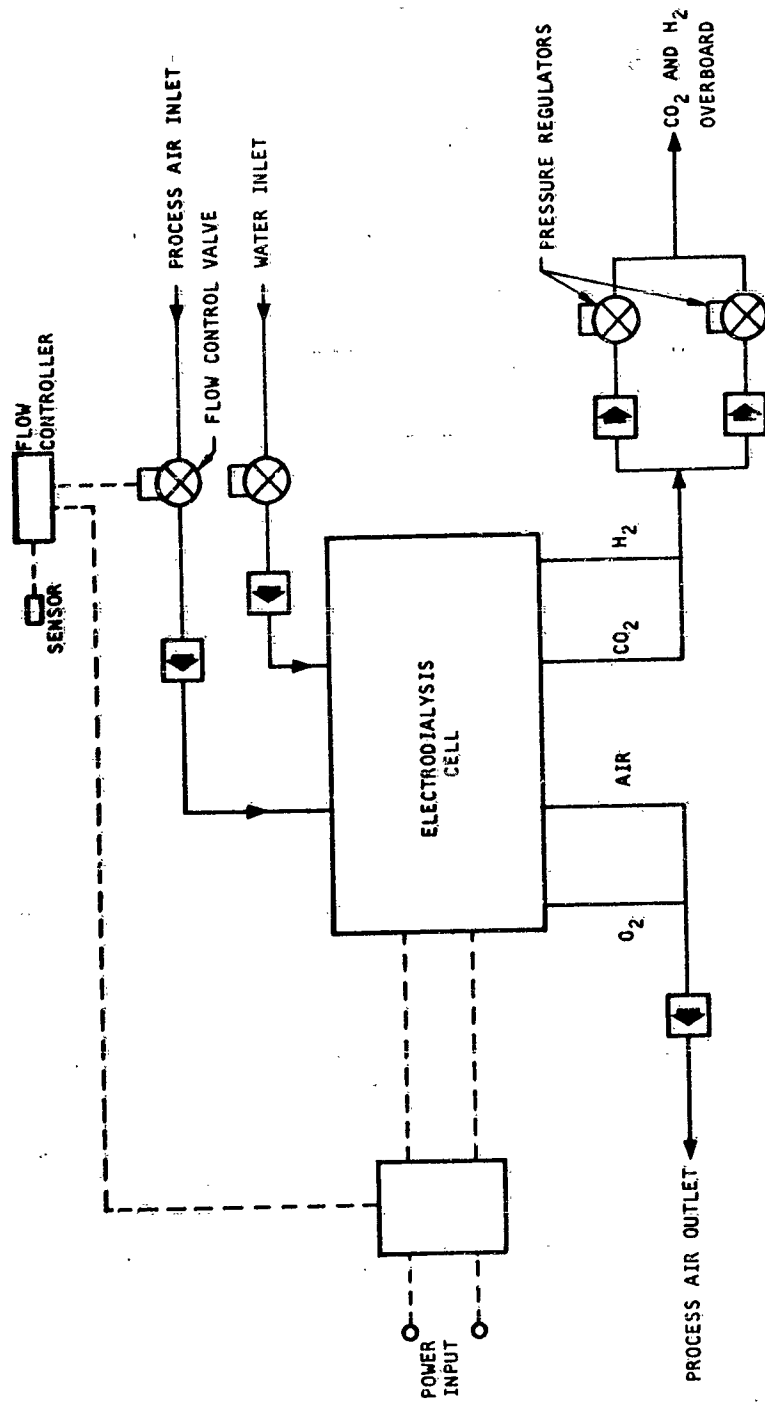 FLOW
CONTROLLER
SENSOR
PROCESS AIR INLET
FLOW CONTROL VALVE
WATER INLET
ELECTRODIALYSIS
CELL
POWER
INPUT
O2
AIR
CO2
H2
PRESSURE REGULATORS
CO2 AND H2
OVERBOARD
PROCESS AIR OUTLET